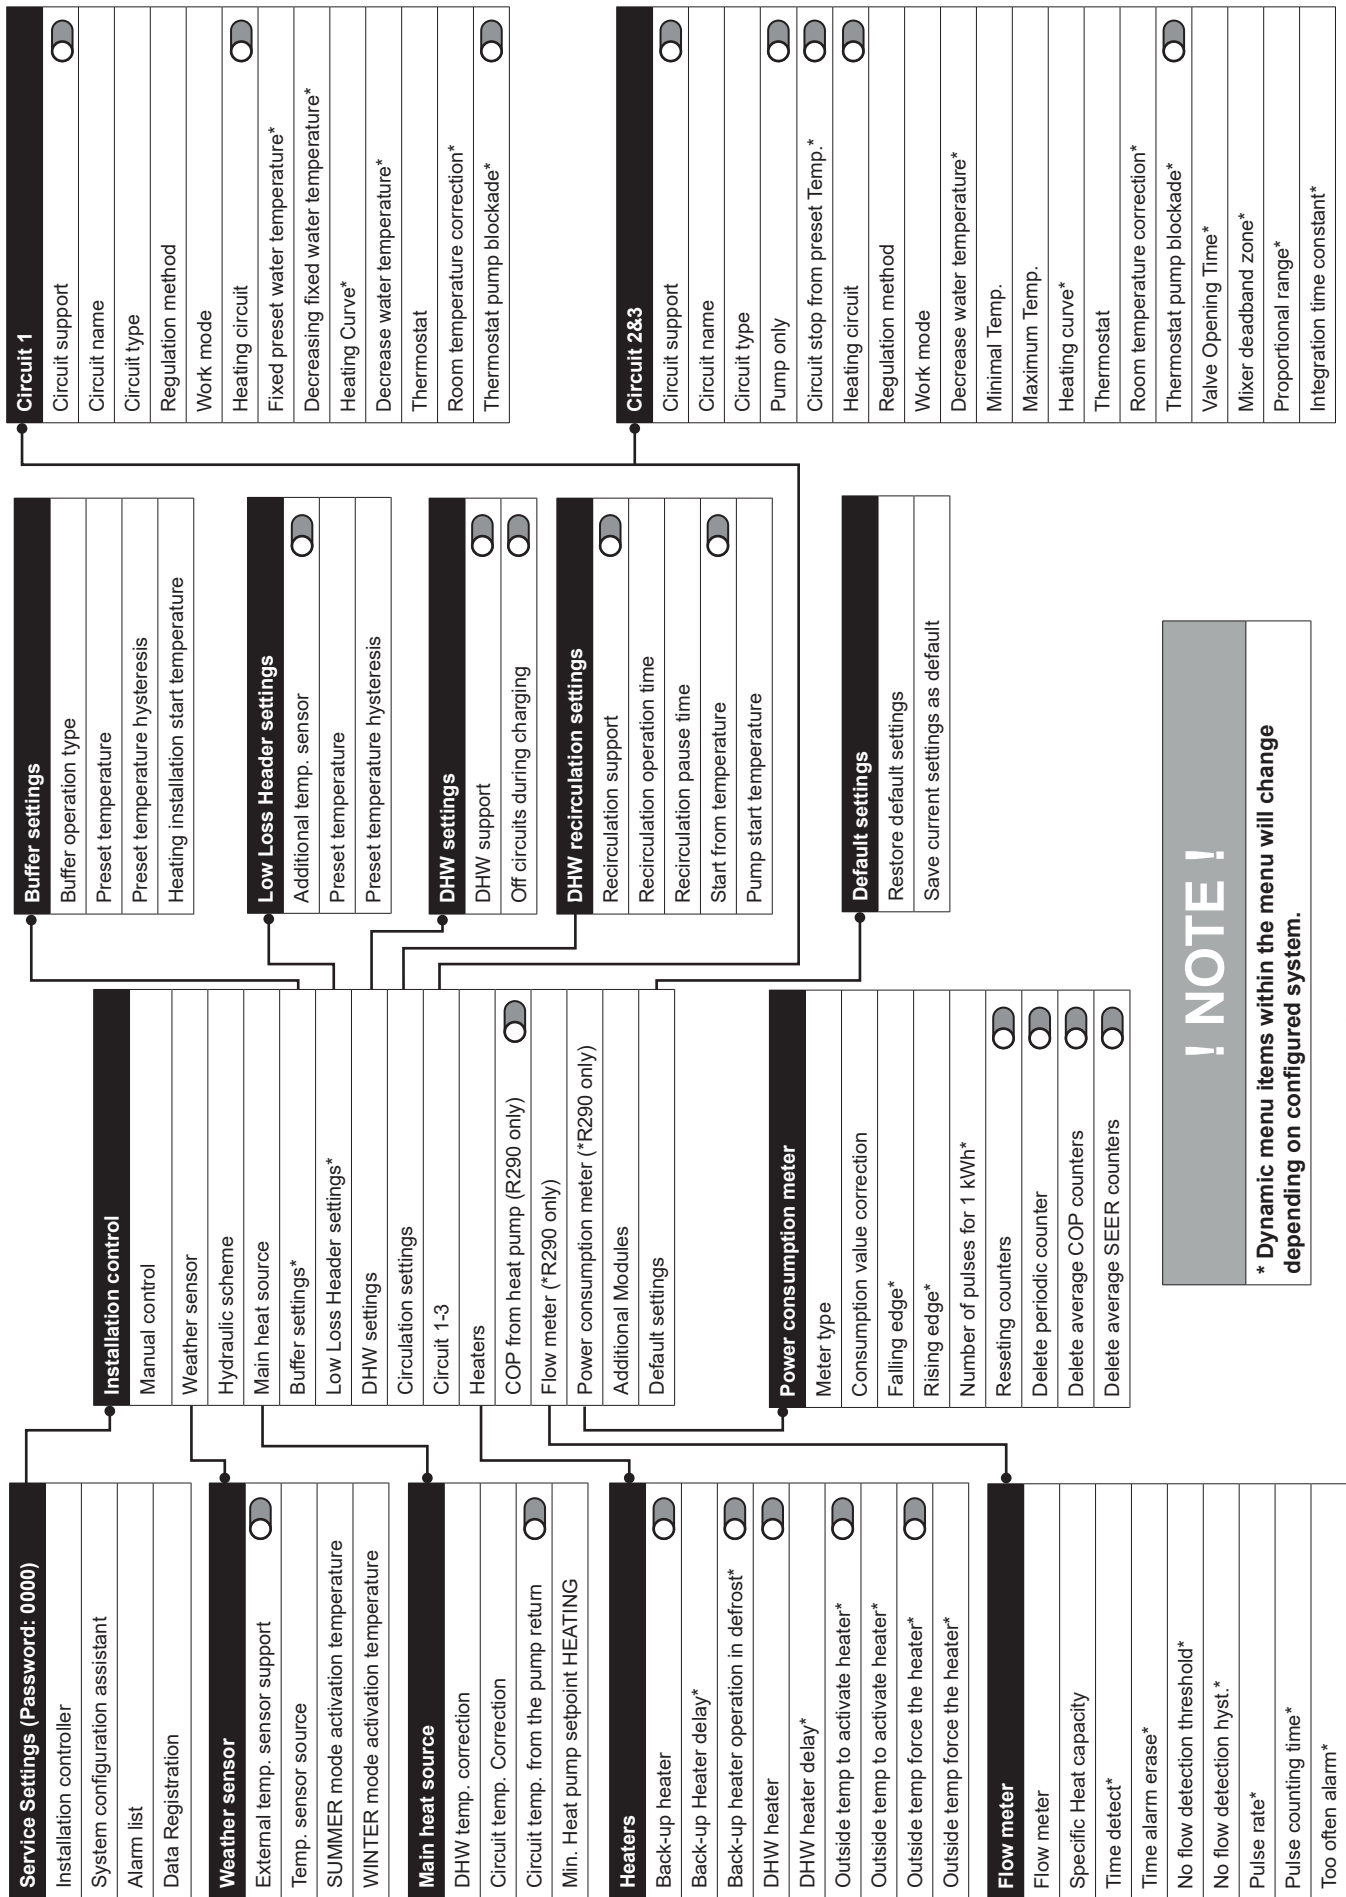 Service Settings (Password: 0000)
Installation controller
System configuration assistant
Alarm list
Data Registration
Weather sensor
External temp. sensor support
Temp. sensor source
SUMMER mode activation temperature
WINTER mode activation temperature
Main heat source
DHW temp. correction
Circuit temp. Correction
Circuit temp. from the pump return
Min. Heat pump setpoint HEATING
Heaters
Back-up heater
Back-up Heater delay*
Back-up heater operation in defrost*
DHW heater
DHW heater delay*
Outside temp to activate heater*
Outside temp to activate heater*
Outside temp force the heater*
Outside temp force the heater*
Flow meter
Flow meter
Specific Heat capacity
Time detect*
Time alarm erase*
No flow detection threshold*
No flow detection hyst.*
Pulse rate*
Pulse counting time*
Too often alarm*
Installation control
Manual control
Weather sensor
Hydraulic scheme
Main heat source
Buffer settings*
Low Loss Header settings*
DHW settings
Circulation settings
Circuit 1-3
Heaters
COP from heat pump (R290 only)
Flow meter (*R290 only)
Power consumption meter (*R290 only)
Additional Modules
Default settings
Power consumption meter
Meter type
Consumption value correction
Falling edge*
Rising edge*
Number of pulses for 1 kWh*
Reseting counters
Delete periodic counter
Delete average COP counters
Delete average SEER counters
Buffer settings
Buffer operation type
Preset temperature
Preset temperature hysteresis
Heating installation start temperature
Low Loss Header settings
Additional temp. sensor
Preset temperature
Preset temperature hysteresis
DHW settings
DHW support
Off circuits during charging
DHW recirculation settings
Recirculation support
Recirculation operation time
Recirculation pause time
Start from temperature
Pump start temperature
Default settings
Restore default settings
Save current settings as default
! NOTE !
* Dynamic menu items within the menu will change
depending on configured system.
Circuit 1
Circuit support
Circuit name
Circuit type
Regulation method
Work mode
Heating circuit
Fixed preset water temperature*
Decreasing fixed water temperature*
Heating Curve*
Decrease water temperature*
Thermostat
Room temperature correction*
Thermostat pump blockade*
Circuit 2&3
Circuit support
Circuit name
Circuit type
Pump only
Circuit stop from preset Temp.*
Heating circuit
Regulation method
Work mode
Decrease water temperature*
Minimal Temp.
Maximum Temp.
Heating curve*
Thermostat
Room temperature correction*
Thermostat pump blockade*
Valve Opening Time*
Mixer deadband zone*
Proportional range*
Integration time constant*